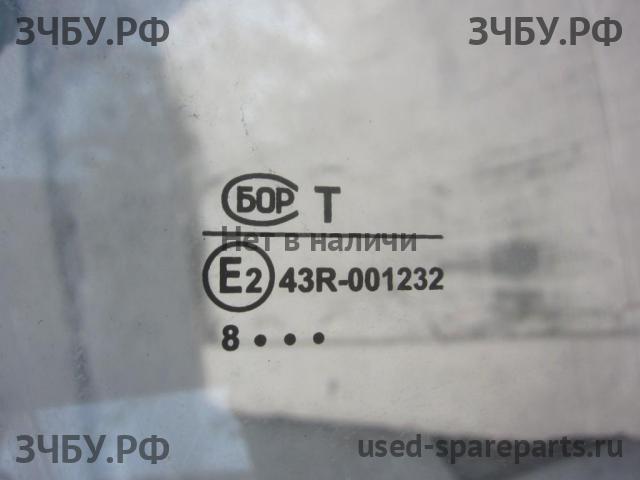 ЗЧБУ.РФ ЗЧБУ.РФ
БОР Т
Нет в наличи
E2 43R-001232
8 • • •
ЗЧБУ.РФ used-spareparts.ru